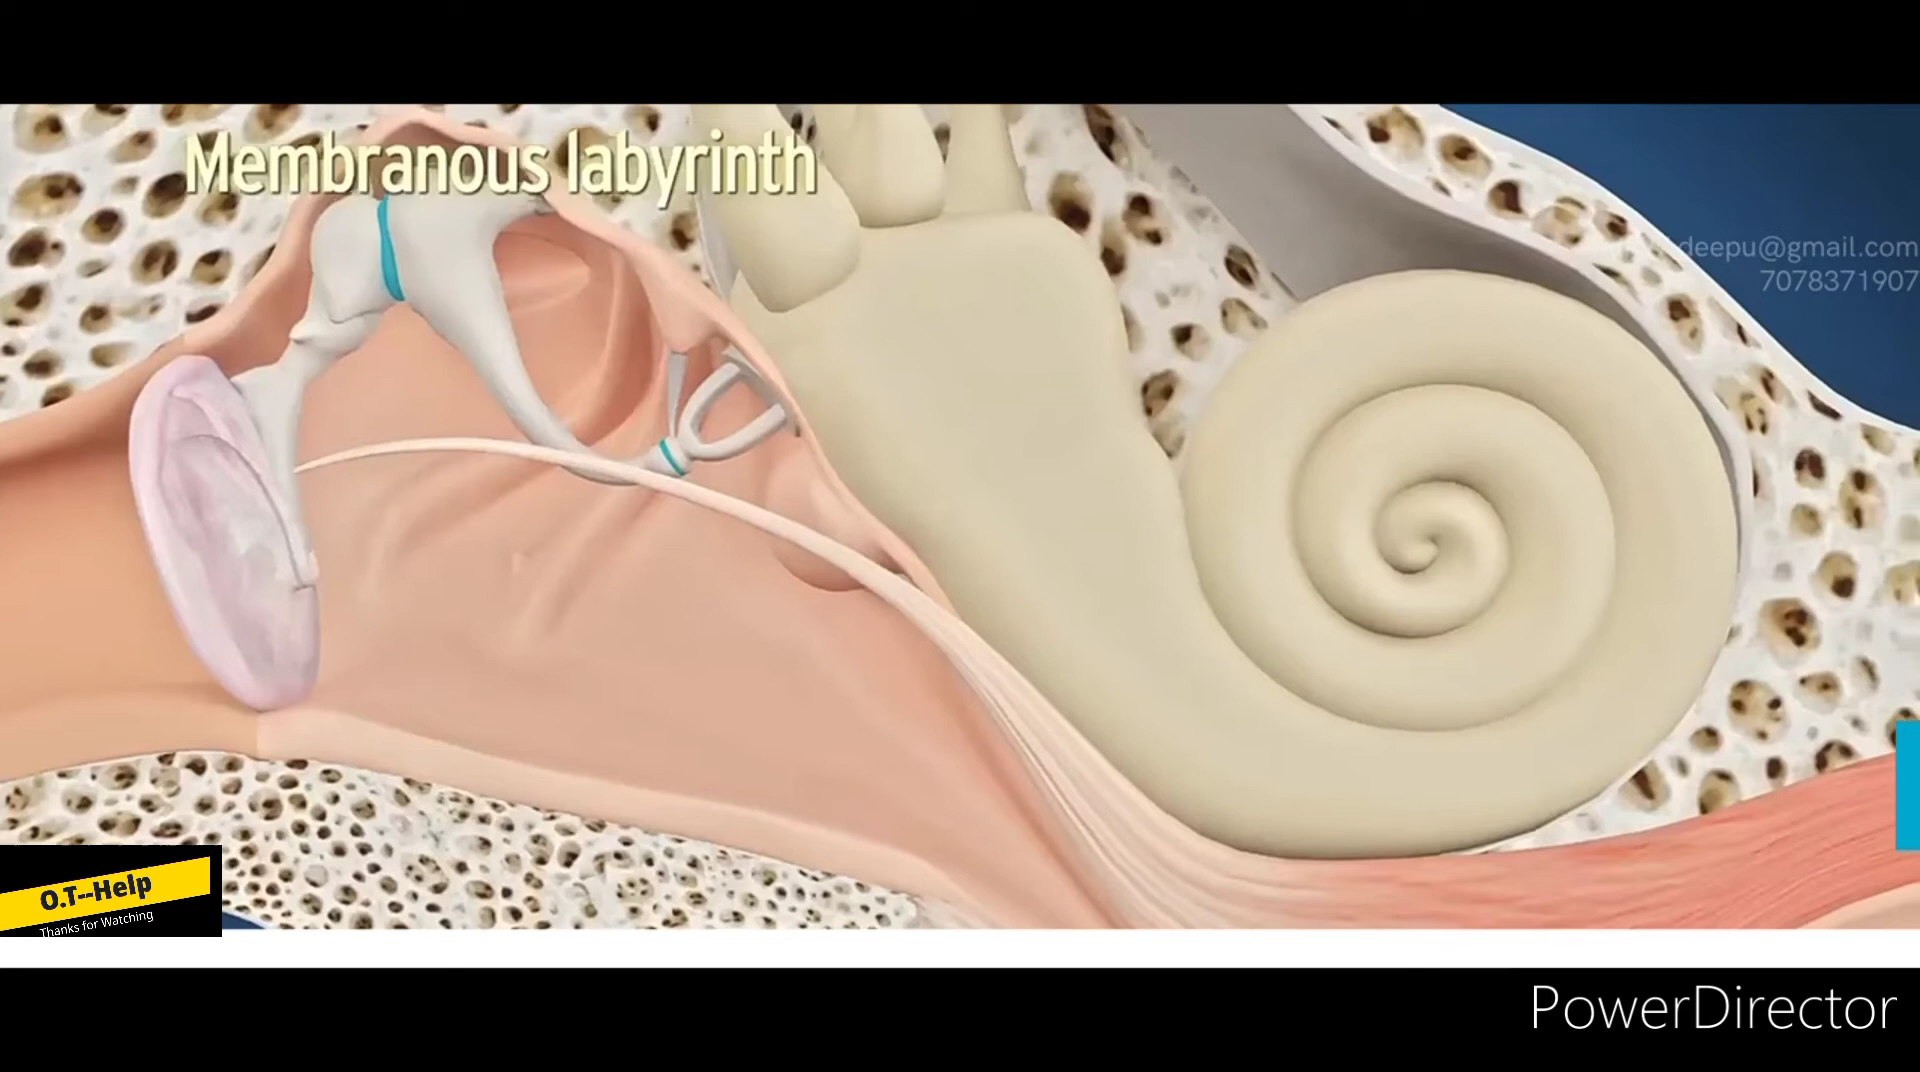 Membranous labyrinth
deepu@gmail.com
7078371907
O.T--Help
Thanks for Watching
PowerDirector